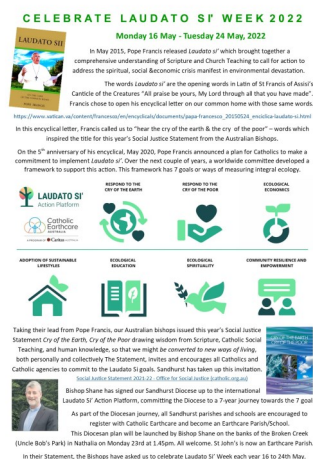 CELEBRATE LAUDATO SI' WEEK 2022
Monday 16 May - Tuesday 24 May, 2022
LAUDATO SI'
In May 2015, Pope Francis released Laudato si' which brought together a
comprehensive understanding of Scripture and Church Teaching to call for action to
address the spiritual, social &economic crisis manifest in environmental devastation.
The words Laudato si' are the opening words in Latin of St Francis of Assisi's
Canticle of the Creatures "All praise be yours, My Lord through all that you have made".
Francis chose to open his encyclical letter on our common home with those same words.
https://www.vatican.va/content/francesco/en/encyclicals/documents/papa-francesco_20150524_enciclica-laudato-si.html
In this encyclical letter, Francis called us to "hear the cry of the earth & the cry of the poor" – words which
inspired the title for this year's Social Justice Statement from the Australian Bishops.
On the 5th anniversary of his encyclical, May 2020, Pope Francis announced a plan for Catholics to make a
commitment to implement Laudato si'. Over the next couple of years, a worldwide committee developed a
framework to support this action. This framework has 7 goals or ways of measuring integral ecology.
LAUDATO SI'
Action Platform
Catholic
Earthcare
AUSTRALIA
Caritas
RESPOND TO THE
CRY OF THE EARTH
RESPOND TO THE
CRY OF THE POOR
ECOLOGICAL
ECONOMICS
ADOPTION OF SUSTAINABLE
LIFESTYLES
ECOLOGICAL
EDUCATION
ECOLOGICAL
SPIRITUALITY
COMMUNITY RESILIENCE AND
EMPOWERMENT
Taking their lead from Pope Francis, our Australian bishops issued this year's Social Justice
Statement Cry of the Earth, Cry of the Poor drawing wisdom from Scripture, Catholic Social
Teaching, and human knowledge, so that we might be converted to new ways of living,
both personally and collectively The Statement, invites and encourages all Catholics and
Catholic agencies to commit to the Laudato Si goals. Sandhurst has taken up this invitation.
Social Justice Statement 2021-22 - Office for Social Justice (catholic.org.au)
Bishop Shane has signed our Sandhurst Diocese up to the international
Laudato Si' Action Platform, committing the Diocese to a 7-year journey towards the 7 goal
As part of the Diocesan journey, all Sandhurst parishes and schools are encouraged to
register with Catholic Earthcare and become an Earthcare Parish/School.
This Diocesan Plan will be launched by Bishop Shane on the banks of the Broken Creek
(Uncle Bob's Park) in Nathalia on Monday 23rd at 1.45pm. All welcome. St John's is now an Earthcare Parish.
In their Statement, the Bishops have asked us to celebrate Laudato Si' Week each year 16 to 24th May.